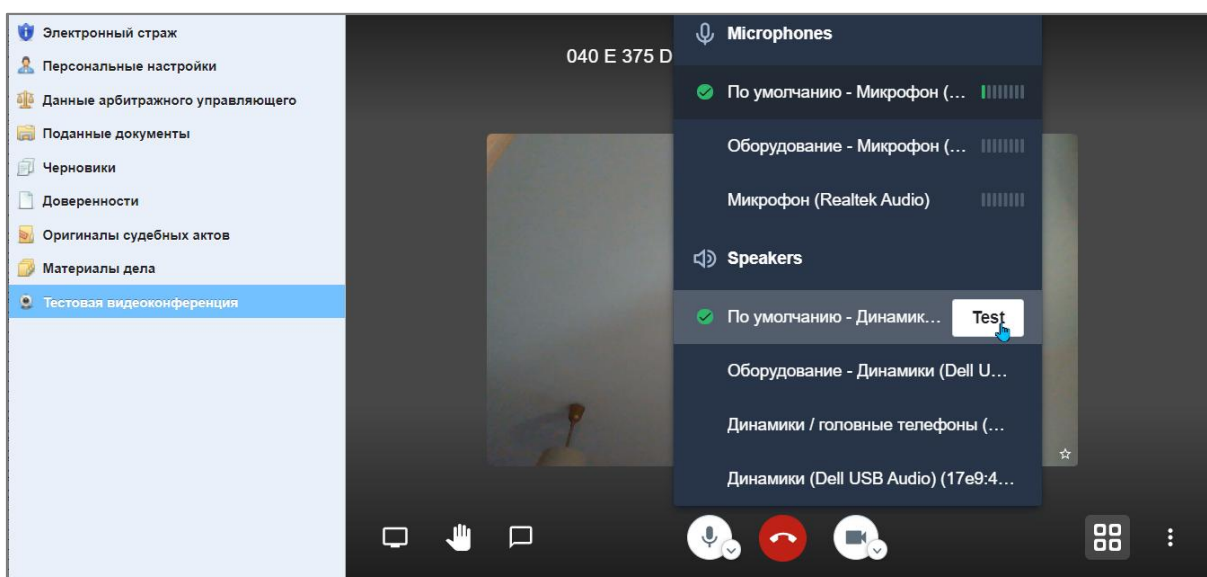 Электронный страж
Персональные настройки
Данные арбитражного управляющего
Поданные документы
Черновики
Доверенности
Оригиналы судебных актов
Материалы дела
Тестовая видеоконференция
040 E 375 D
Microphones
По умолчанию - Микрофон (...
Оборудование - Микрофон (...
Микрофон (Realtek Audio)
Speakers
По умолчанию - Динамик...
Test
Оборудование - Динамики (Dell U...
Динамики / головные телефоны (...
Динамики (Dell USB Audio) (17e9:4...